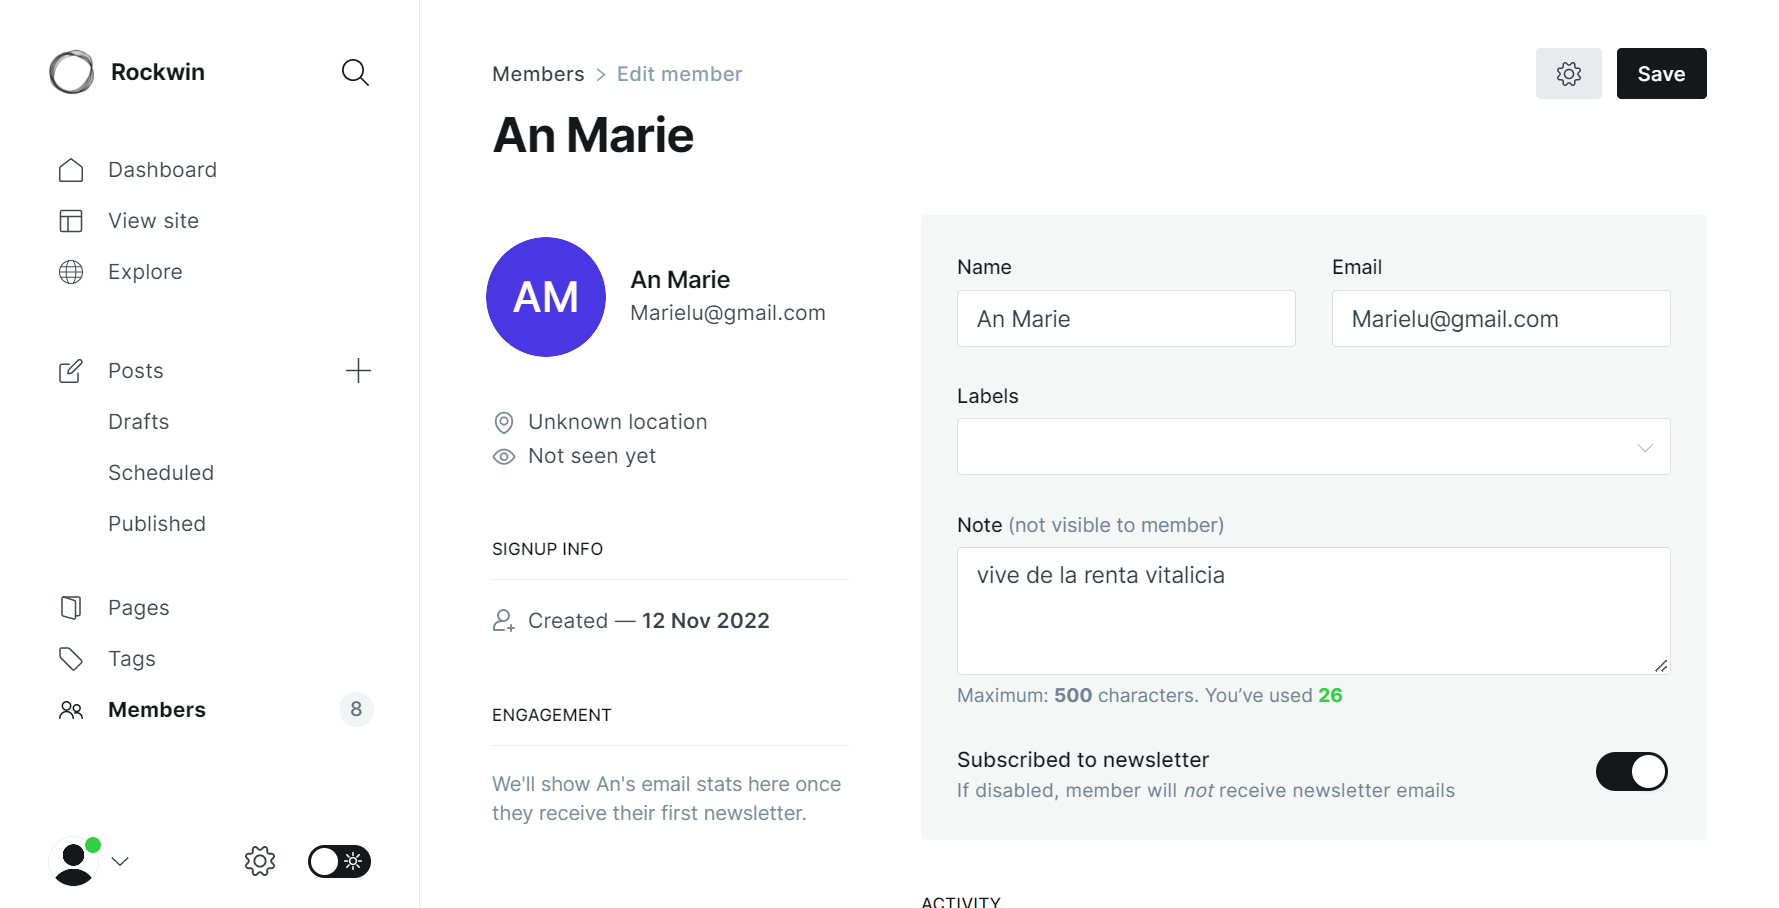 Rockwin
Dashboard
View site
Explore
Posts
Drafts
Scheduled
Published
Pages
Tags
Members 8
Members > Edit member
Save
An Marie
AM
An Marie
Marielu@gmail.com
Unknown location
Not seen yet
SIGNUP INFO
Created — 12 Nov 2022
ENGAGEMENT
We'll show An's email stats here once
they receive their first newsletter.
Name
An Marie
Email
Marielu@gmail.com
Labels
Note (not visible to member)
vive de la renta vitalicia
Maximum: 500 characters. You’ve used 26
Subscribed to newsletter
If disabled, member will not receive newsletter emails
ACTIVITY